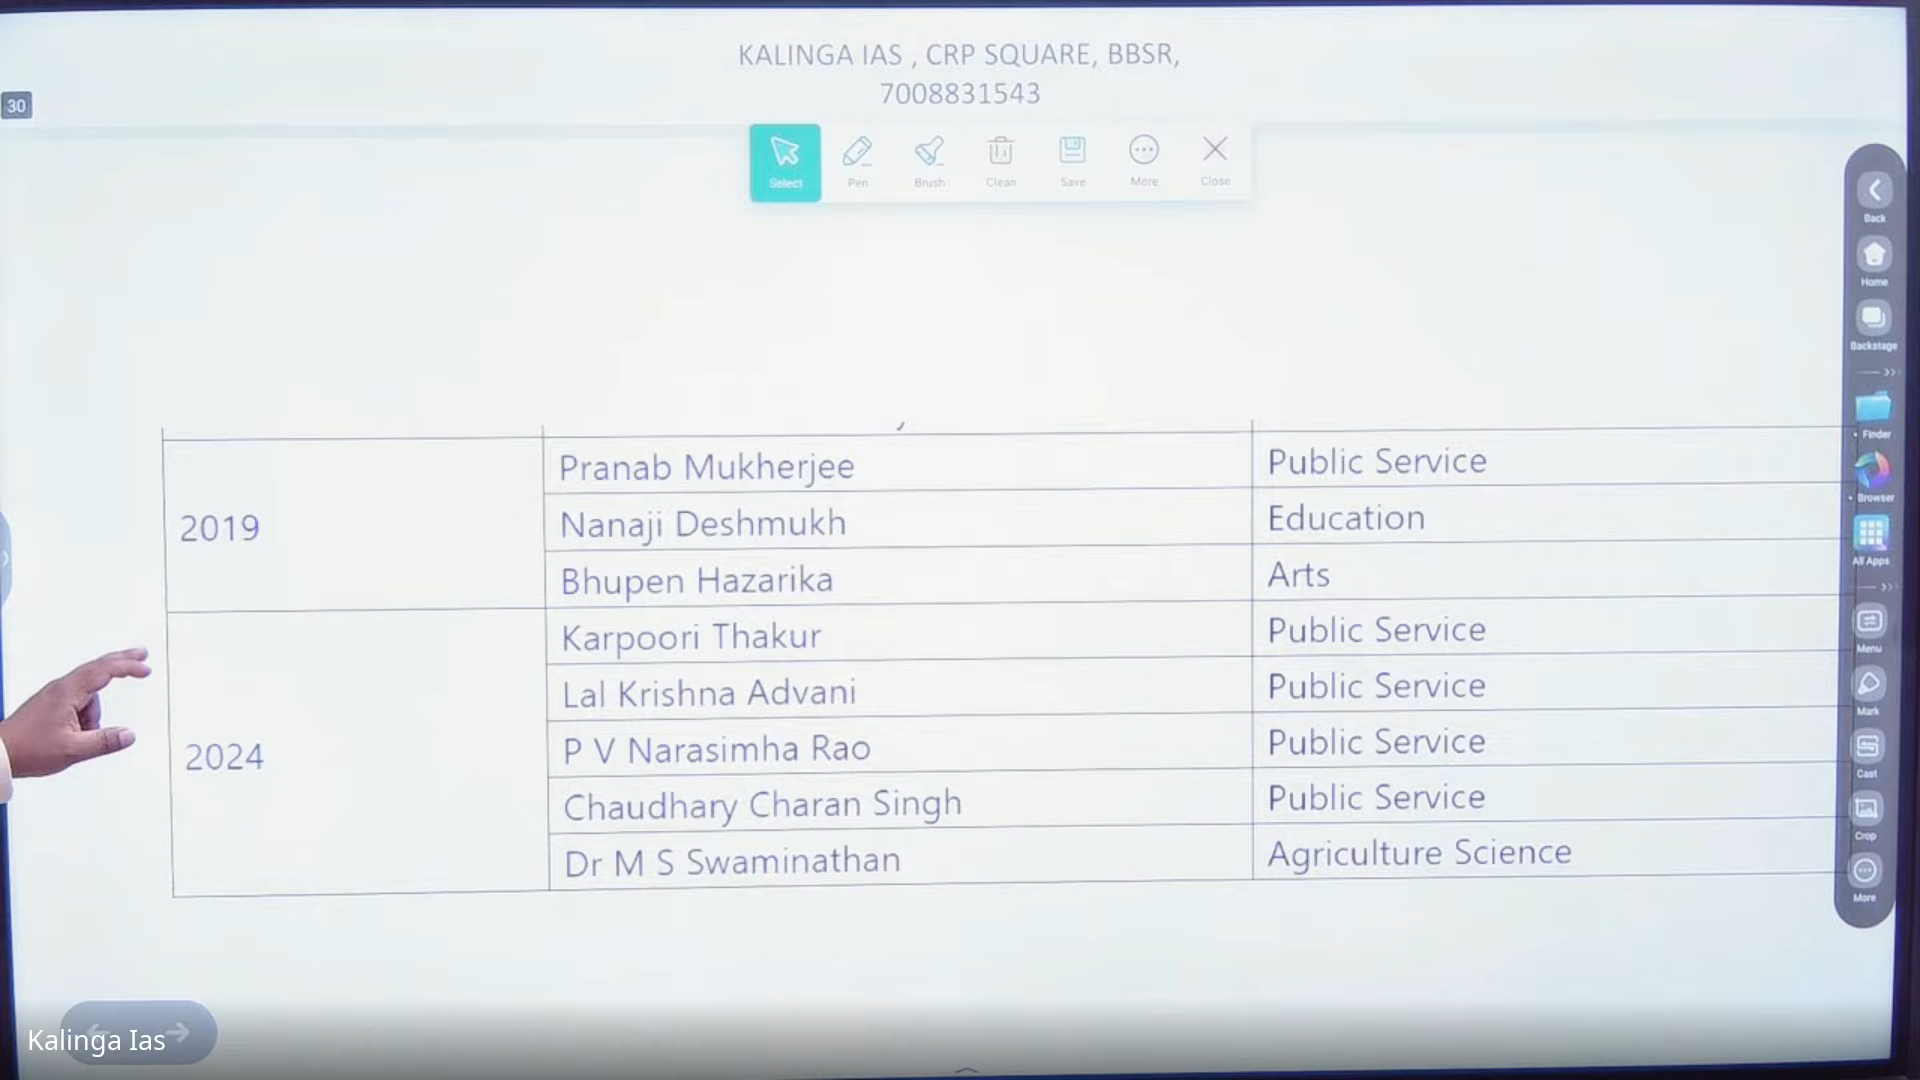 KALINGA IAS , CRP SQUARE, BBSR,
7008831543
30
Select
Pen
Brush
Clean
Save
More
Close
Back
Home
Backstage
Finder
Browser
All Apps
Menu
Mark
Cast
Crop
More
2019
Pranab Mukherjee Public Service
Nanaji Deshmukh Education
Bhupen Hazarika Arts
2024
Karpoori Thakur Public Service
Lal Krishna Advani Public Service
P V Narasimha Rao Public Service
Chaudhary Charan Singh Public Service
Dr M S Swaminathan Agriculture Science
Kalinga Ias